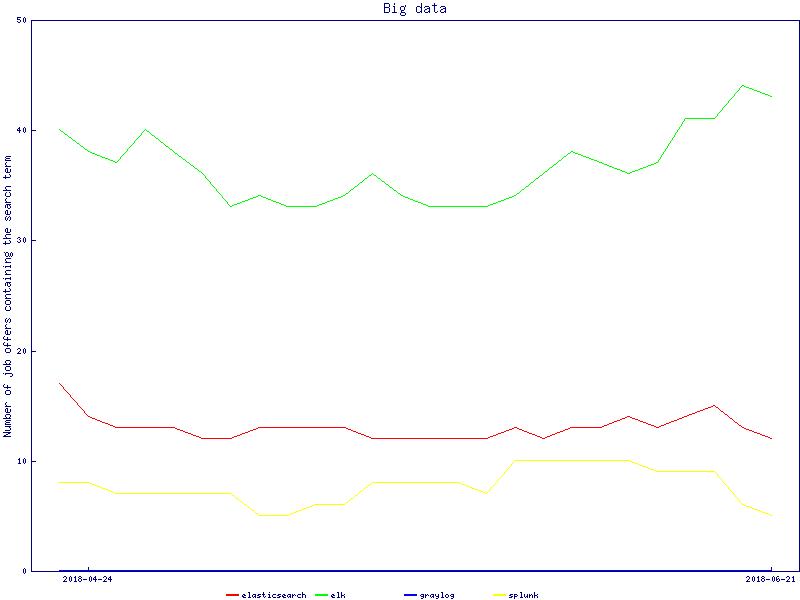 Big data
50
40
30
20
10
0
Number of job offers containing the search term
2018-04-24 2018-06-21
elasticsearch elk graylog splunk